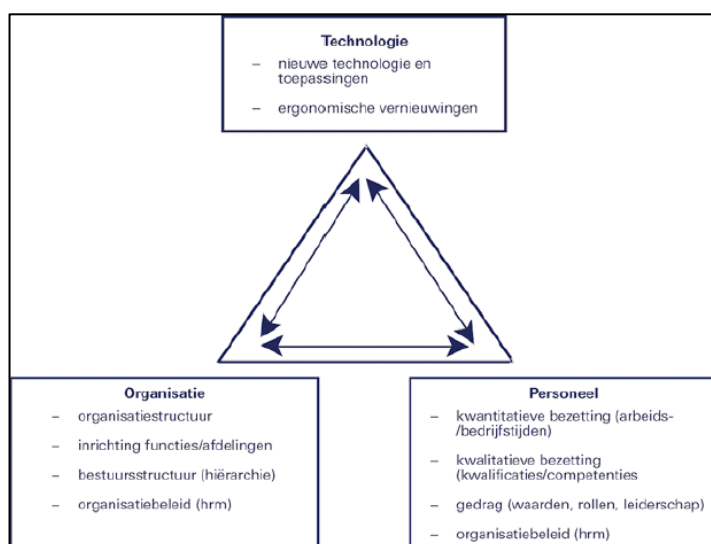 Technologie
– nieuwe technologie en
toepassingen
– ergonomische vernieuwingen
Organisatie
– organisatiestructuur
– inrichting functies/afdelingen
– bestuursstructuur (hiërarchie)
– organisatiebeleid (hrm)
Personeel
– kwantitatieve bezetting (arbeids-
/bedrijfstijden)
– kwalitatieve bezetting
(kwalificaties/competenties
– gedrag (waarden, rollen, leiderschap)
– organisatiebeleid (hrm)